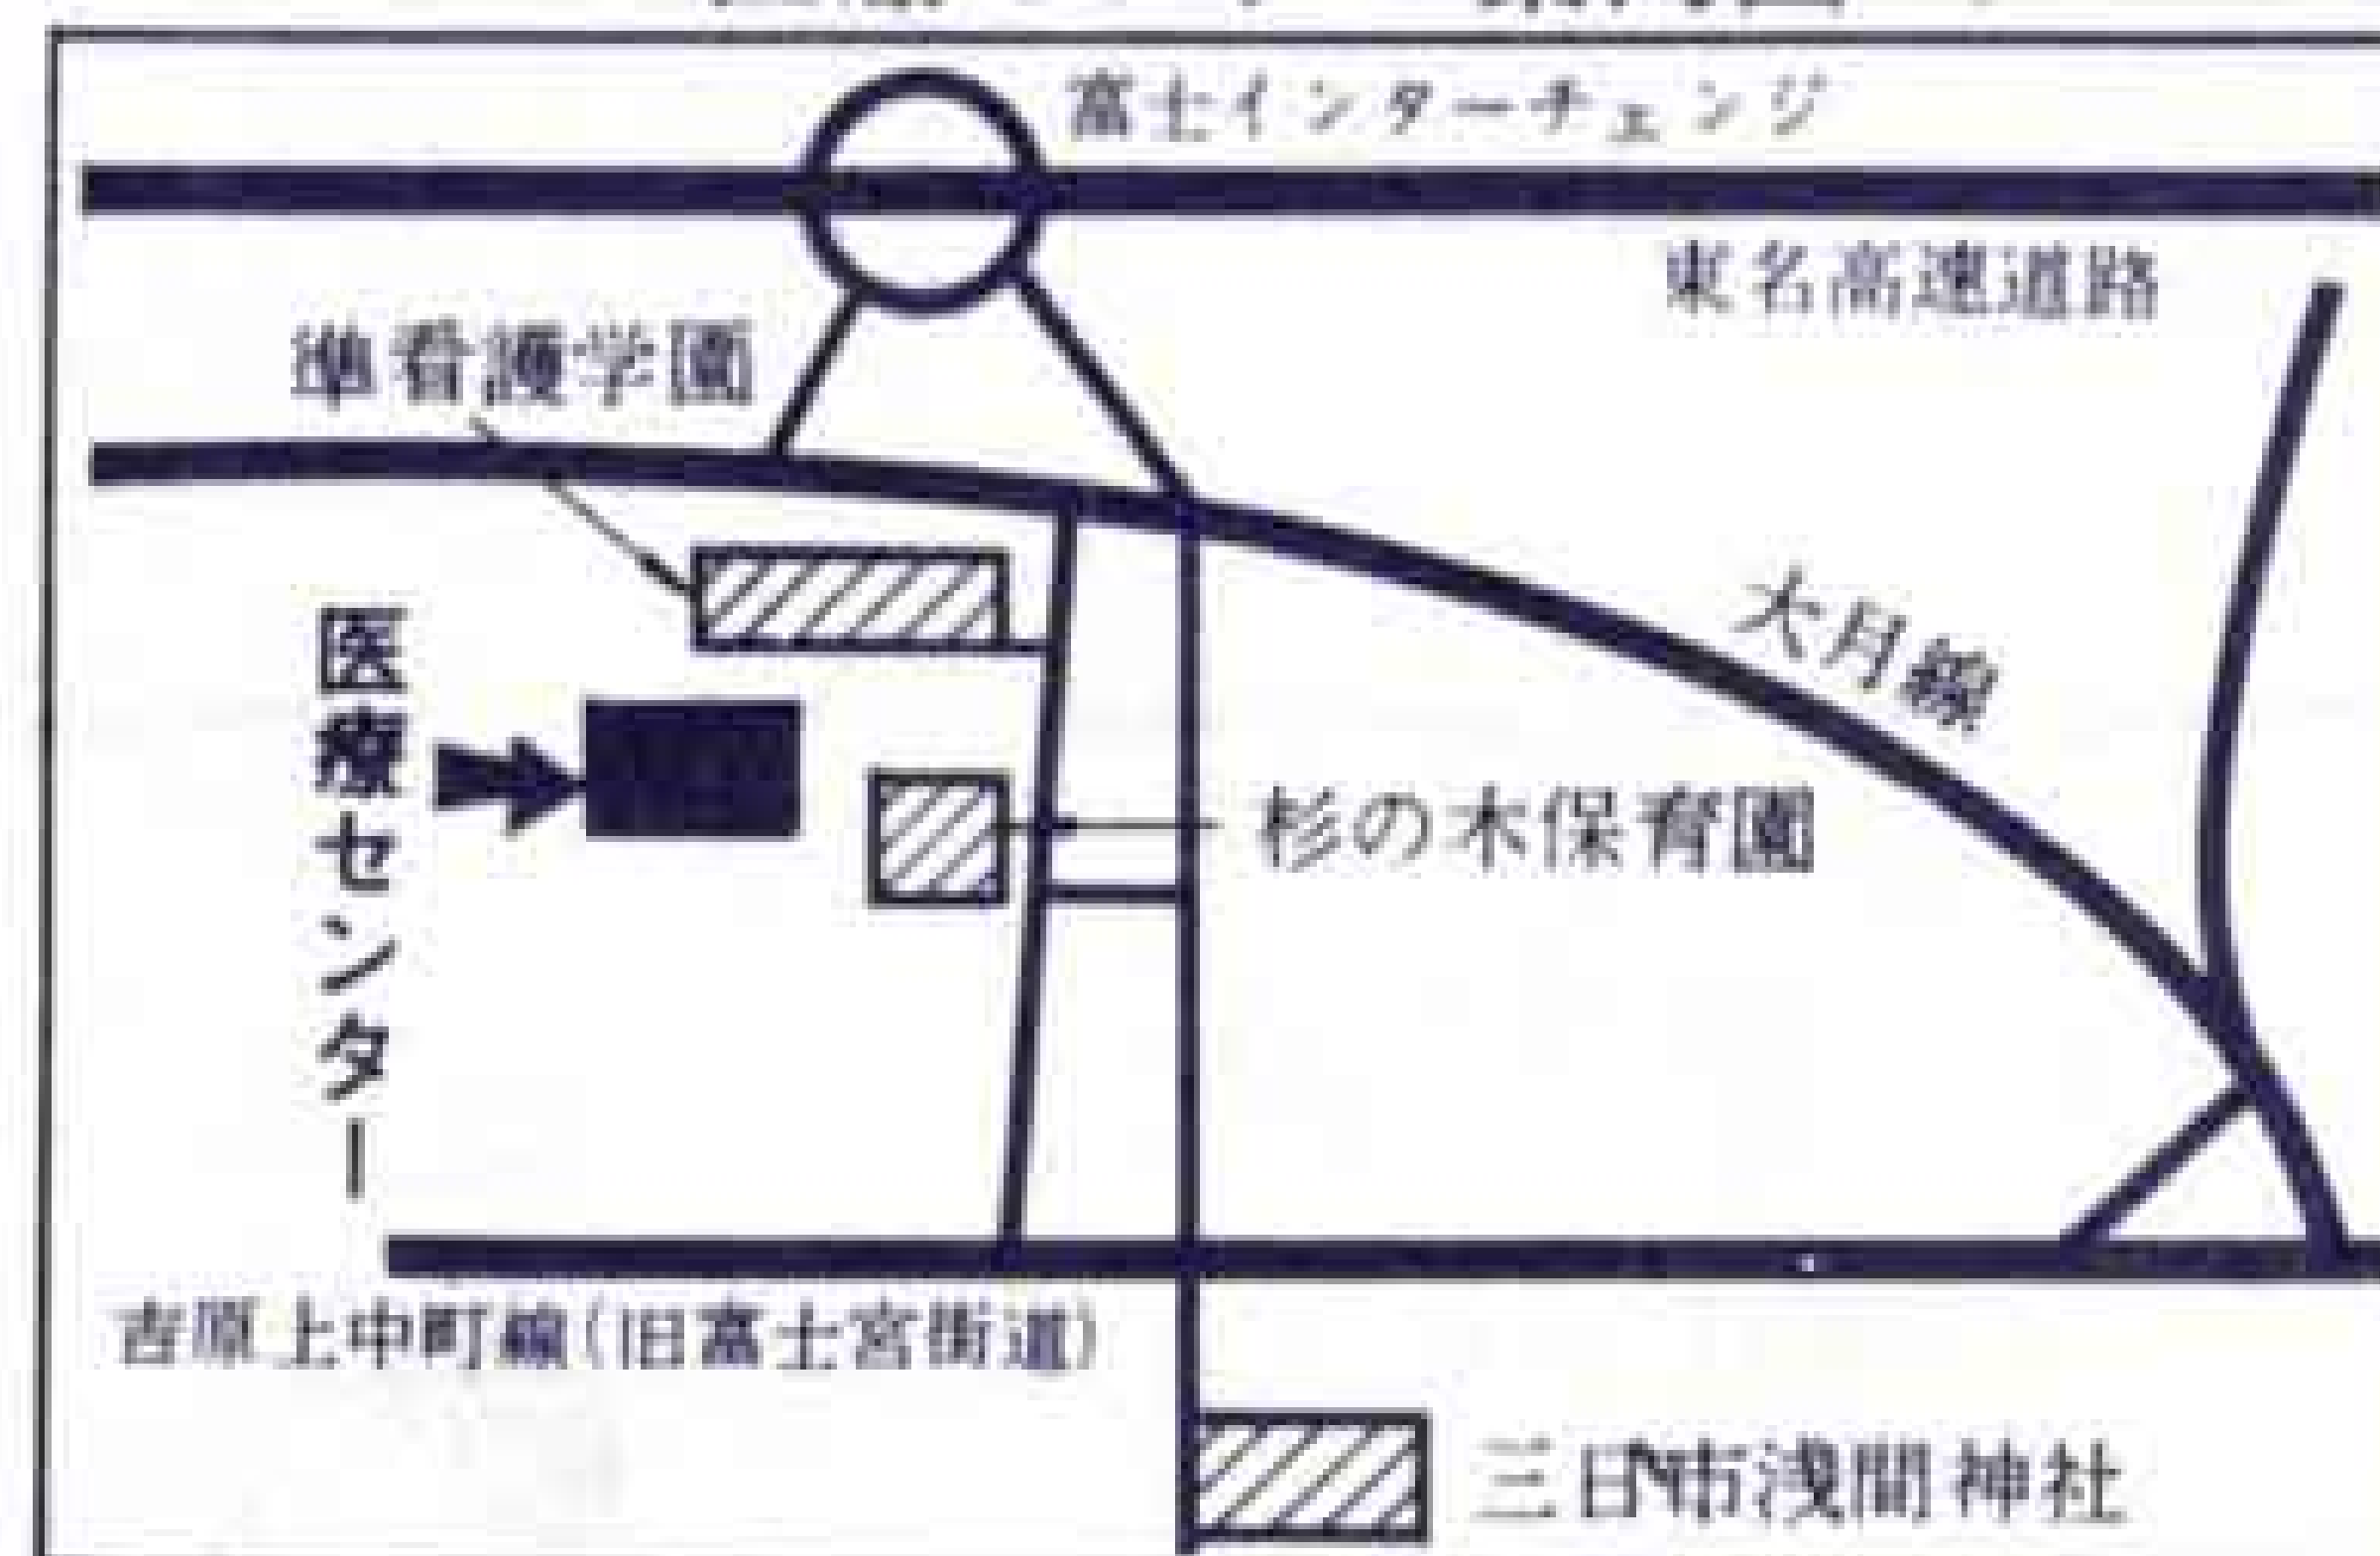 富士インターチェンジ
東名高速道路
準看護学園
大月線
医療センター
杉の木保育園
吉原上中町線(旧富士宮街道)
三日市浅間神社